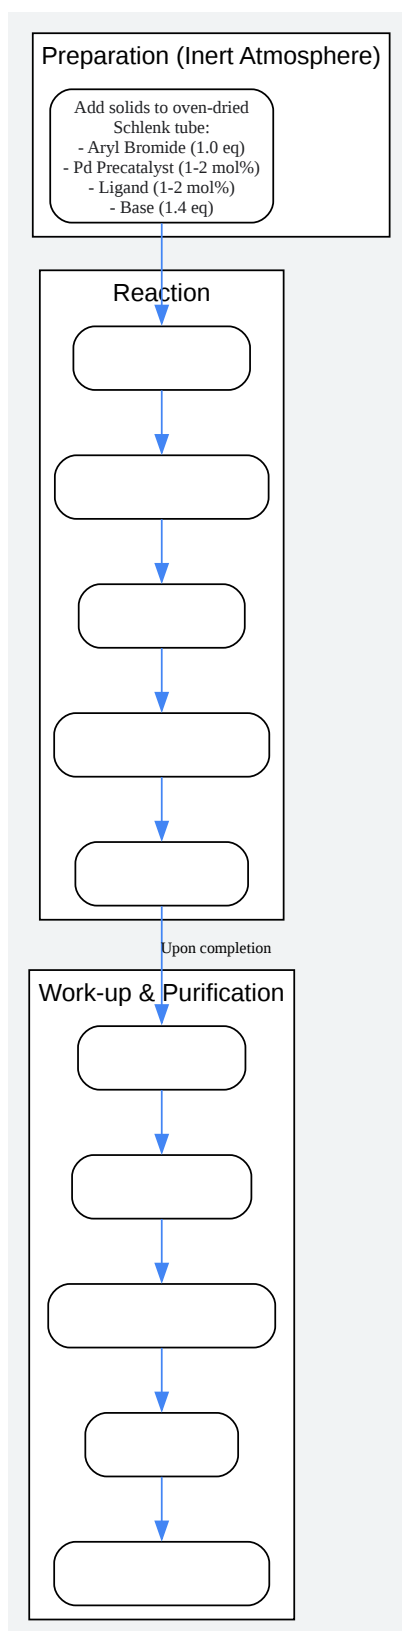 Preparation (Inert Atmosphere)
Add solids to oven-dried
Schlenk tube:
- Aryl Bromide (1.0 eq)
- Pd Precatalyst (1-2 mol%)
- Ligand (1-2 mol%)
- Base (1.4 eq)
Reaction
Upon completion
Work-up & Purification